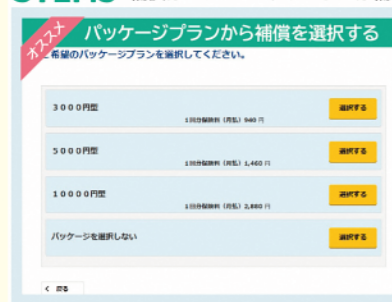 オススメ
パッケージプランから補償を選択する
ご希望のパッケージプランを選択してください。
3000円型
1回分保険料（月払）940 円
選択する
5000円型
1回分保険料（月払）1,460 円
選択する
10000円型
1回分保険料（月払）2,880 円
選択する
パッケージを選択しない
選択する
< 戻る